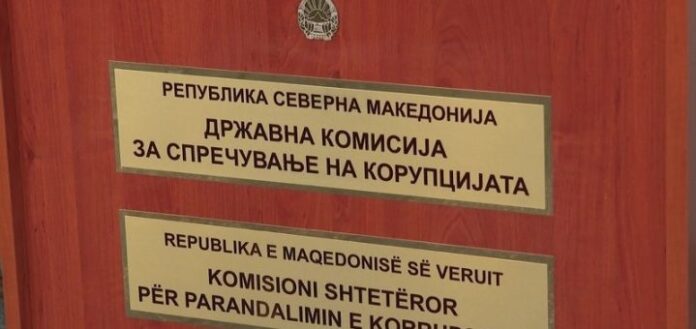 РЕПУБЛИКА СЕВЕРНА МАКЕДОНИЈА
ДРЖАВНА КОМИСИЈА
ЗА СПРЕЧУВАЊЕ НА КОРУПЦИЈАТА
REPUBLIKA E MAQEDONISË SË VERUIT
KOMISIONI SHTETËROR
PËR PARANDALIMIN E